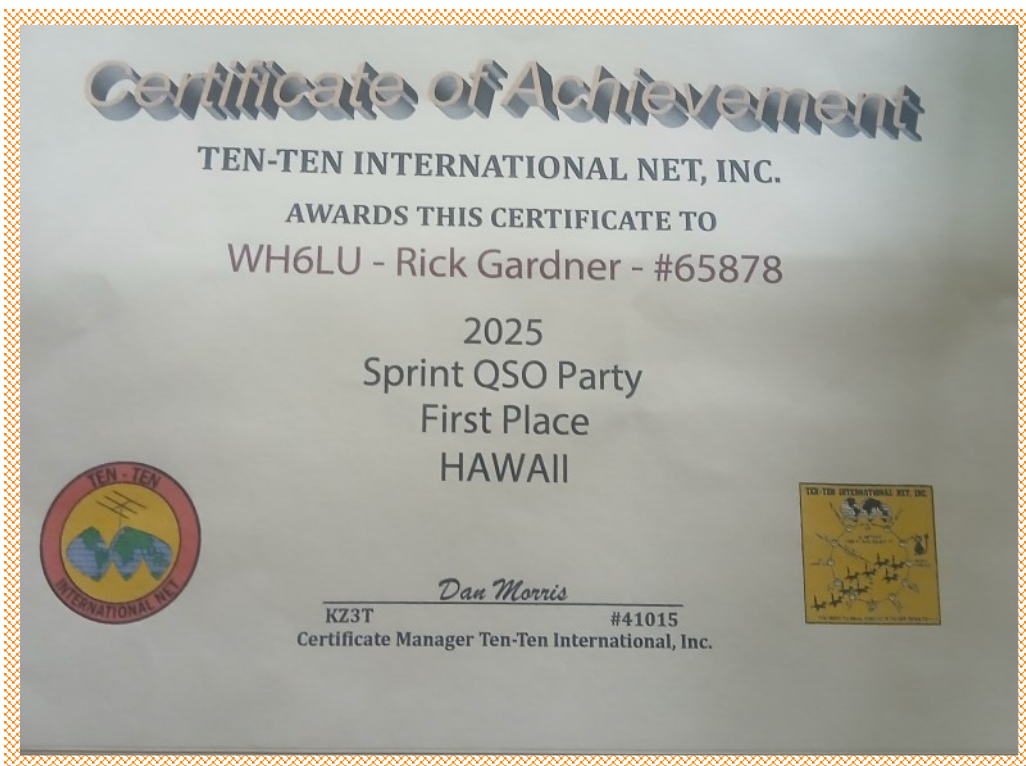 Certificate of Achievement
TEN-TEN INTERNATIONAL NET, INC.
AWARDS THIS CERTIFICATE TO
WH6LU - Rick Gardner - #65878
2025
Sprint QSO Party
First Place
HAWAII
TEN - TEN
INTERNATIONAL NET
TEN-TEN INTERNATIONAL NET, INC.
Dan Morris
KZ3T #41015
Certificate Manager Ten-Ten International, Inc.